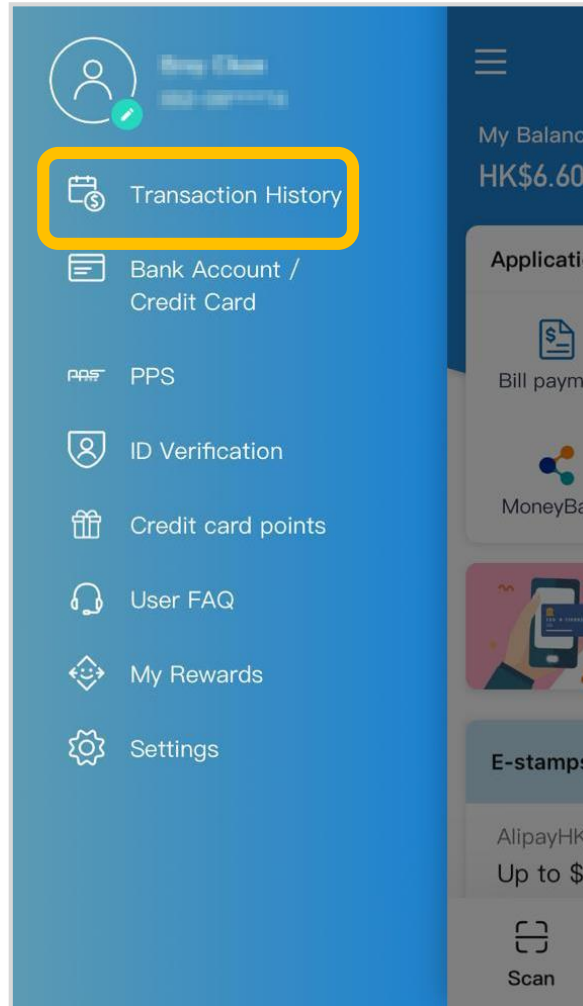 Transaction History
Bank Account /
Credit Card
PPS
ID Verification
Credit card points
User FAQ
My Rewards
Settings
My Balanc
HK$6.60
Applicati
Bill paym
MoneyBa
E-stamps
AlipayHK
Up to $
Scan